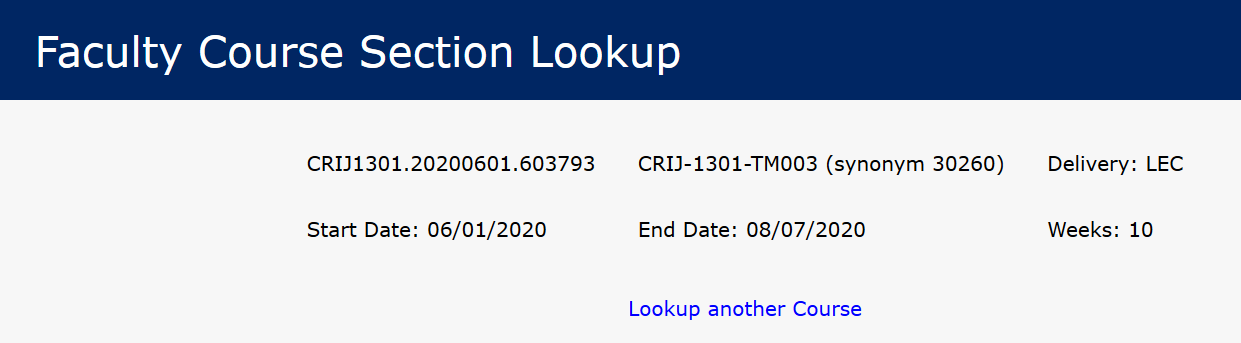 Faculty Course Section Lookup
CRIJ1301.20200601.603793 CRIJ-1301-TM003 (synonym 30260) Delivery: LEC
Start Date: 06/01/2020 End Date: 08/07/2020 Weeks: 10
Lookup another Course